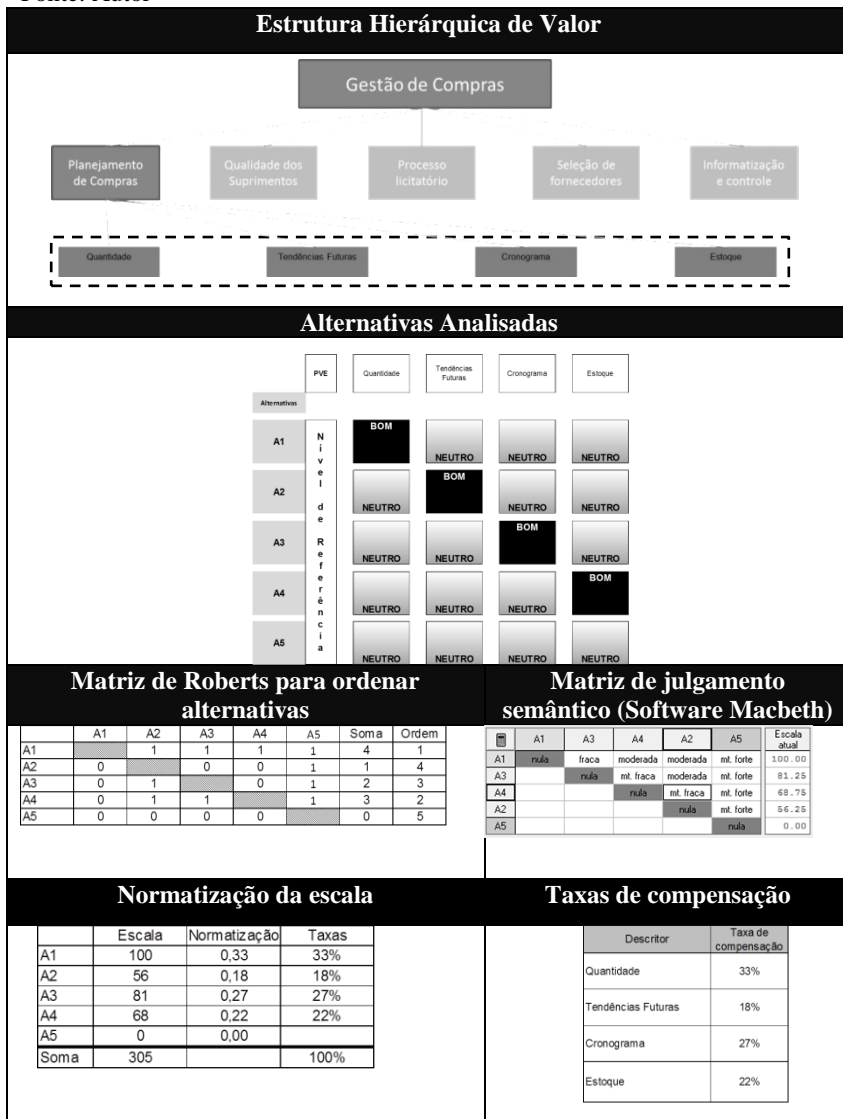 Fonte: Autor
Estrutura Hierárquica de Valor
Gestão de Compras
Planejamento de Compras
Qualidade dos Suprimentos
Processo licitatório
Seleção de fornecedores
Informatização e controle
Quantidade
Tendências Futuras
Cronograma
Estoque
Alternativas Analisadas
PVE Quantidade Tendências Futuras Cronograma Estoque
Alternativas
Nível de Referência
A1 BOM NEUTRO NEUTRO NEUTRO
A2 NEUTRO BOM NEUTRO NEUTRO
A3 NEUTRO NEUTRO BOM NEUTRO
A4 NEUTRO NEUTRO NEUTRO BOM
A5 NEUTRO NEUTRO NEUTRO NEUTRO
Matriz de Roberts para ordenar
alternativas
A1 A2 A3 A4 A5 Soma Ordem
A1 1 1 1 1 4 1
A2 0 0 0 1 1 4
A3 0 1 0 1 2 3
A4 0 1 1 1 3 2
A5 0 0 0 0 0 5
Matriz de julgamento
semântico (Software Macbeth)
A1 A3 A4 A2 A5 Escala atual
A1 nula fraca moderada moderada mt. forte 100.00
A3 nula mt. fraca moderada mt. forte 81.25
A4 nula mt. fraca mt. forte 68.75
A2 nula mt. forte 56.25
A5 nula 0.00
Normatização da escala
Escala Normatização Taxas
A1 100 0,33 33%
A2 56 0,18 18%
A3 81 0,27 27%
A4 68 0,22 22%
A5 0 0,00
Soma 305 100%
Taxas de compensação
Descritor Taxa de compensação
Quantidade 33%
Tendências Futuras 18%
Cronograma 27%
Estoque 22%